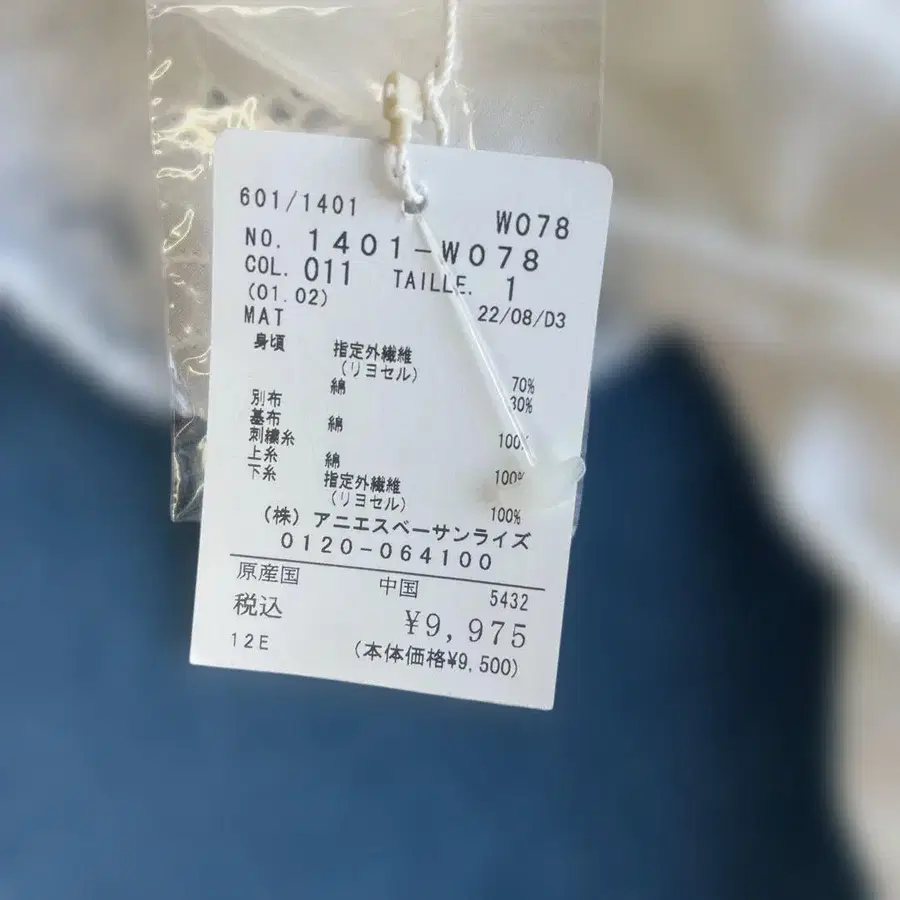 601/1401 W078
NO. 1401-W078
COL. 011 TAILLE. 1
(01.02) 22/08/D3
MAT
身頃 指定外繊維
(リヨセル) 70%
綿 30%
別布
基布 綿 100%
刺繍糸
上糸 綿 100%
下糸 指定外繊維
(リヨセル) 100%
(株) アニエスベーサンライズ
0120-064100
原産国 中国 5432
税込 ¥9,975
12E (本体価格¥9,500)